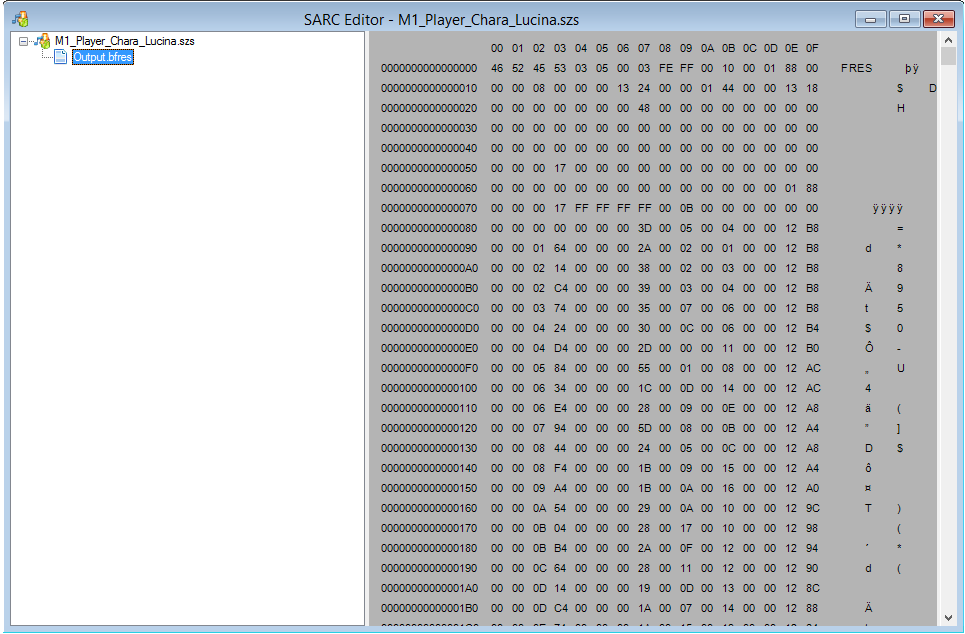 SARC Editor - M1_Player_Chara_Lucina.szs
M1_Player_Chara_Lucina.szs
Output.bfres
00 01 02 03 04 05 06 07 08 09 0A 0B 0C 0D 0E 0F
0000000000000000 46 52 45 53 03 05 00 03 FE FF 00 10 00 01 88 00 FRES þÿ
0000000000000010 00 00 08 00 00 00 13 24 00 00 01 44 00 00 13 18 $ D
0000000000000020 00 00 00 00 00 00 00 48 00 00 00 00 00 00 00 00 H
0000000000000030 00 00 00 00 00 00 00 00 00 00 00 00 00 00 00 00
0000000000000040 00 00 00 00 00 00 00 00 00 00 00 00 00 00 00 00
0000000000000050 00 00 00 17 00 00 00 00 00 00 00 00 00 00 00 00
0000000000000060 00 00 00 00 00 00 00 00 00 00 00 00 00 00 01 88
0000000000000070 00 00 00 17 FF FF FF FF 00 0B 00 00 00 00 00 00 ÿÿÿÿ
0000000000000080 00 00 00 00 00 00 00 3D 00 05 00 04 00 00 12 B8 =
0000000000000090 00 00 01 64 00 00 00 2A 00 02 00 01 00 00 12 B8 d *
00000000000000A0 00 00 02 14 00 00 00 38 00 02 00 03 00 00 12 B8 8
00000000000000B0 00 00 02 C4 00 00 00 39 00 03 00 04 00 00 12 B8 Ä 9
00000000000000C0 00 00 03 74 00 00 00 35 00 07 00 06 00 00 12 B8 t 5
00000000000000D0 00 00 04 24 00 00 00 30 00 0C 00 06 00 00 12 B4 $ 0
00000000000000E0 00 00 04 D4 00 00 00 2D 00 00 00 11 00 00 12 B0 Ô -
00000000000000F0 00 00 05 84 00 00 00 55 00 01 00 08 00 00 12 AC „ U
0000000000000100 00 00 06 34 00 00 00 1C 00 0D 00 14 00 00 12 AC 4
0000000000000110 00 00 06 E4 00 00 00 28 00 09 00 0E 00 00 12 A8 ä (
0000000000000120 00 00 07 94 00 00 00 5D 00 08 00 0B 00 00 12 A4 ” ]
0000000000000130 00 00 08 44 00 00 00 24 00 05 00 0C 00 00 12 A8 D $
0000000000000140 00 00 08 F4 00 00 00 1B 00 09 00 15 00 00 12 A4 ô
0000000000000150 00 00 09 A4 00 00 00 1B 00 0A 00 16 00 00 12 A0 ¤
0000000000000160 00 00 0A 54 00 00 00 29 00 0A 00 10 00 00 12 9C T )
0000000000000170 00 00 0B 04 00 00 00 28 00 17 00 10 00 00 12 98 (
0000000000000180 00 00 0B B4 00 00 00 2A 00 0F 00 12 00 00 12 94 ´ *
0000000000000190 00 00 0C 64 00 00 00 28 00 11 00 12 00 00 12 90 d (
00000000000001A0 00 00 0D 14 00 00 00 19 00 0D 00 13 00 00 12 8C
00000000000001B0 00 00 0D C4 00 00 00 1A 00 07 00 14 00 00 12 88 Ä